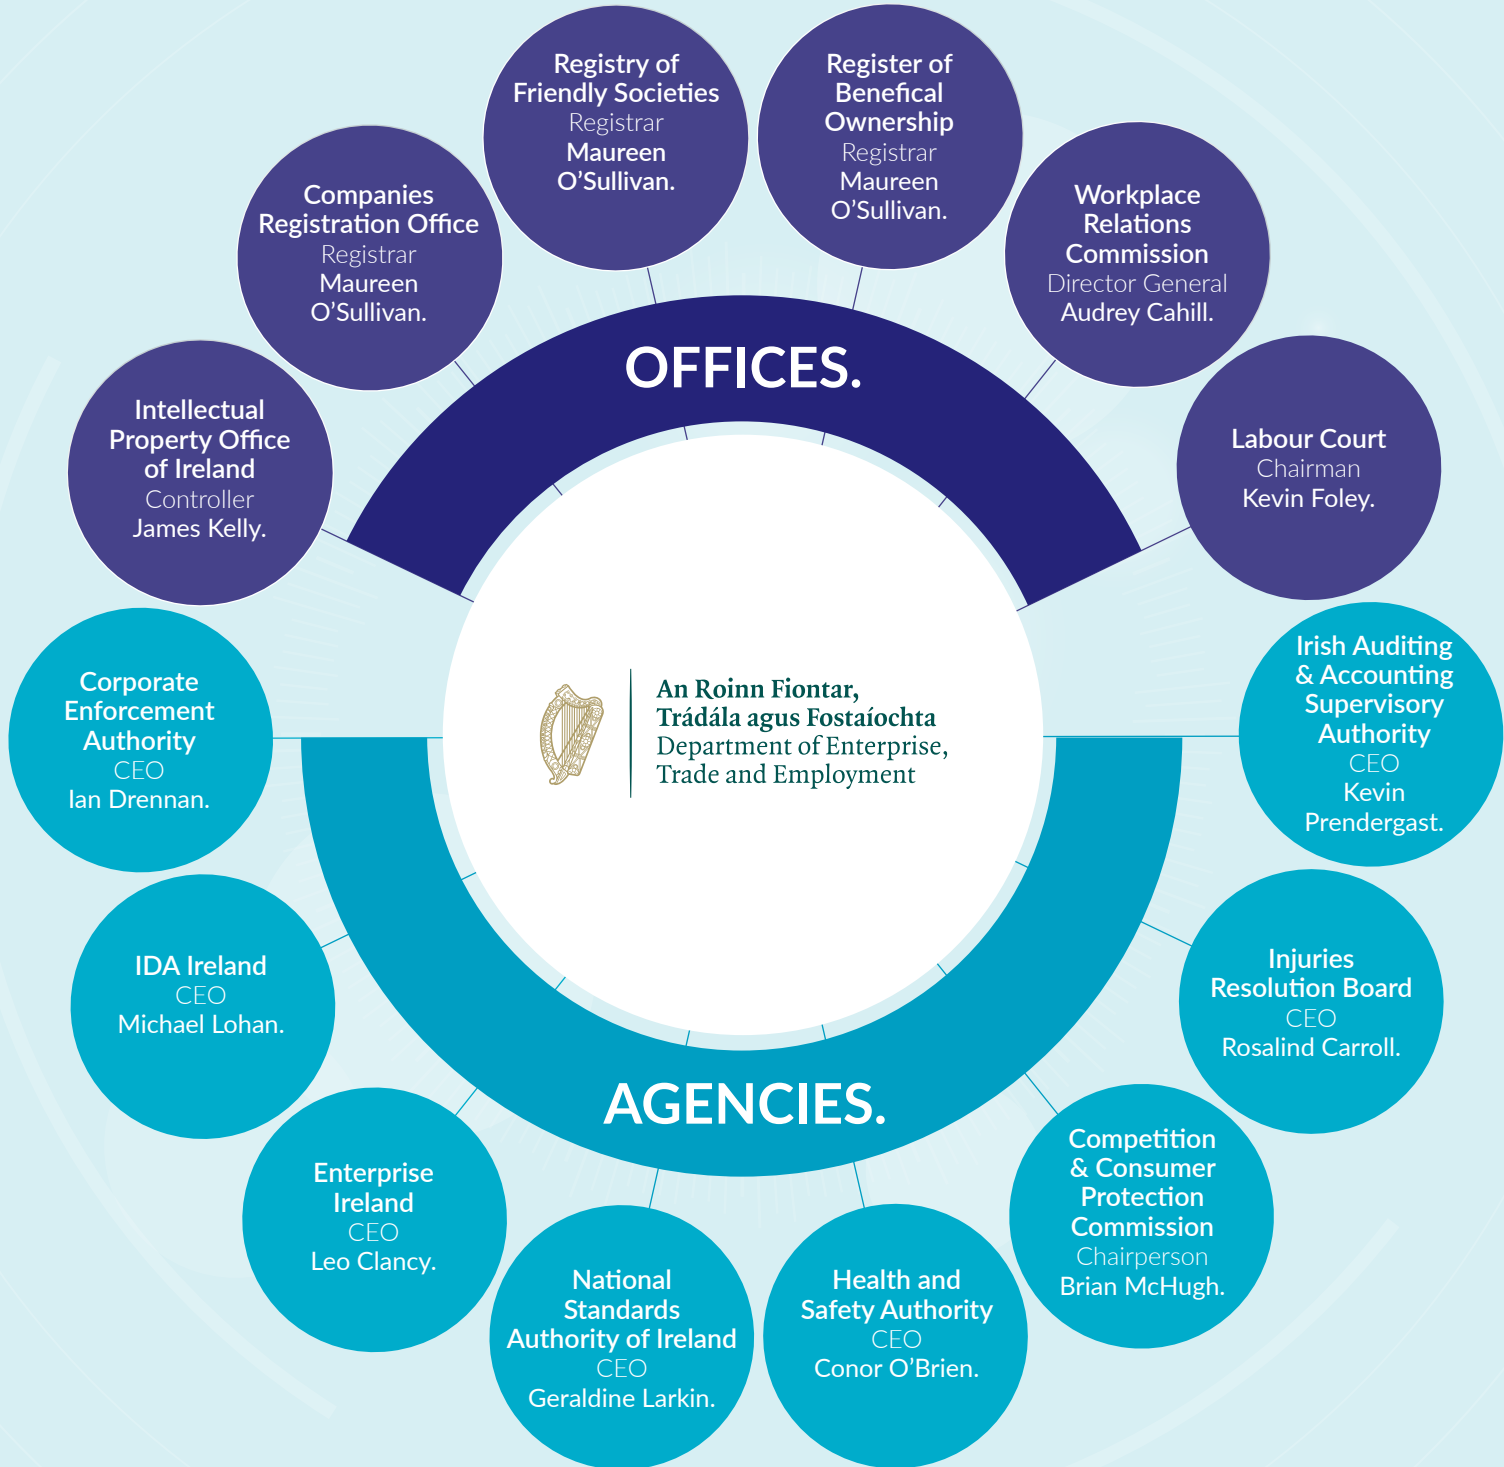 Registry of
Friendly Societies
Registrar
Maureen
O’Sullivan.
Register of
Benefical
Ownership
Registrar
Maureen
O’Sullivan.
Companies
Registration Office
Registrar
Maureen
O’Sullivan.
Workplace
Relations
Commission
Director General
Audrey Cahill.
OFFICES.
Intellectual
Property Office
of Ireland
Controller
James Kelly.
Labour Court
Chairman
Kevin Foley.
Corporate
Enforcement
Authority
CEO
Ian Drennan.
An Roinn Fiontar,
Trádála agus Fostaíochta
Department of Enterprise,
Trade and Employment
Irish Auditing
& Accounting
Supervisory
Authority
CEO
Kevin
Prendergast.
IDA Ireland
CEO
Michael Lohan.
Injuries
Resolution Board
CEO
Rosalind Carroll.
AGENCIES.
Enterprise
Ireland
CEO
Leo Clancy.
Competition
& Consumer
Protection
Commission
Chairperson
Brian McHugh.
National
Standards
Authority of Ireland
CEO
Geraldine Larkin.
Health and
Safety Authority
CEO
Conor O’Brien.